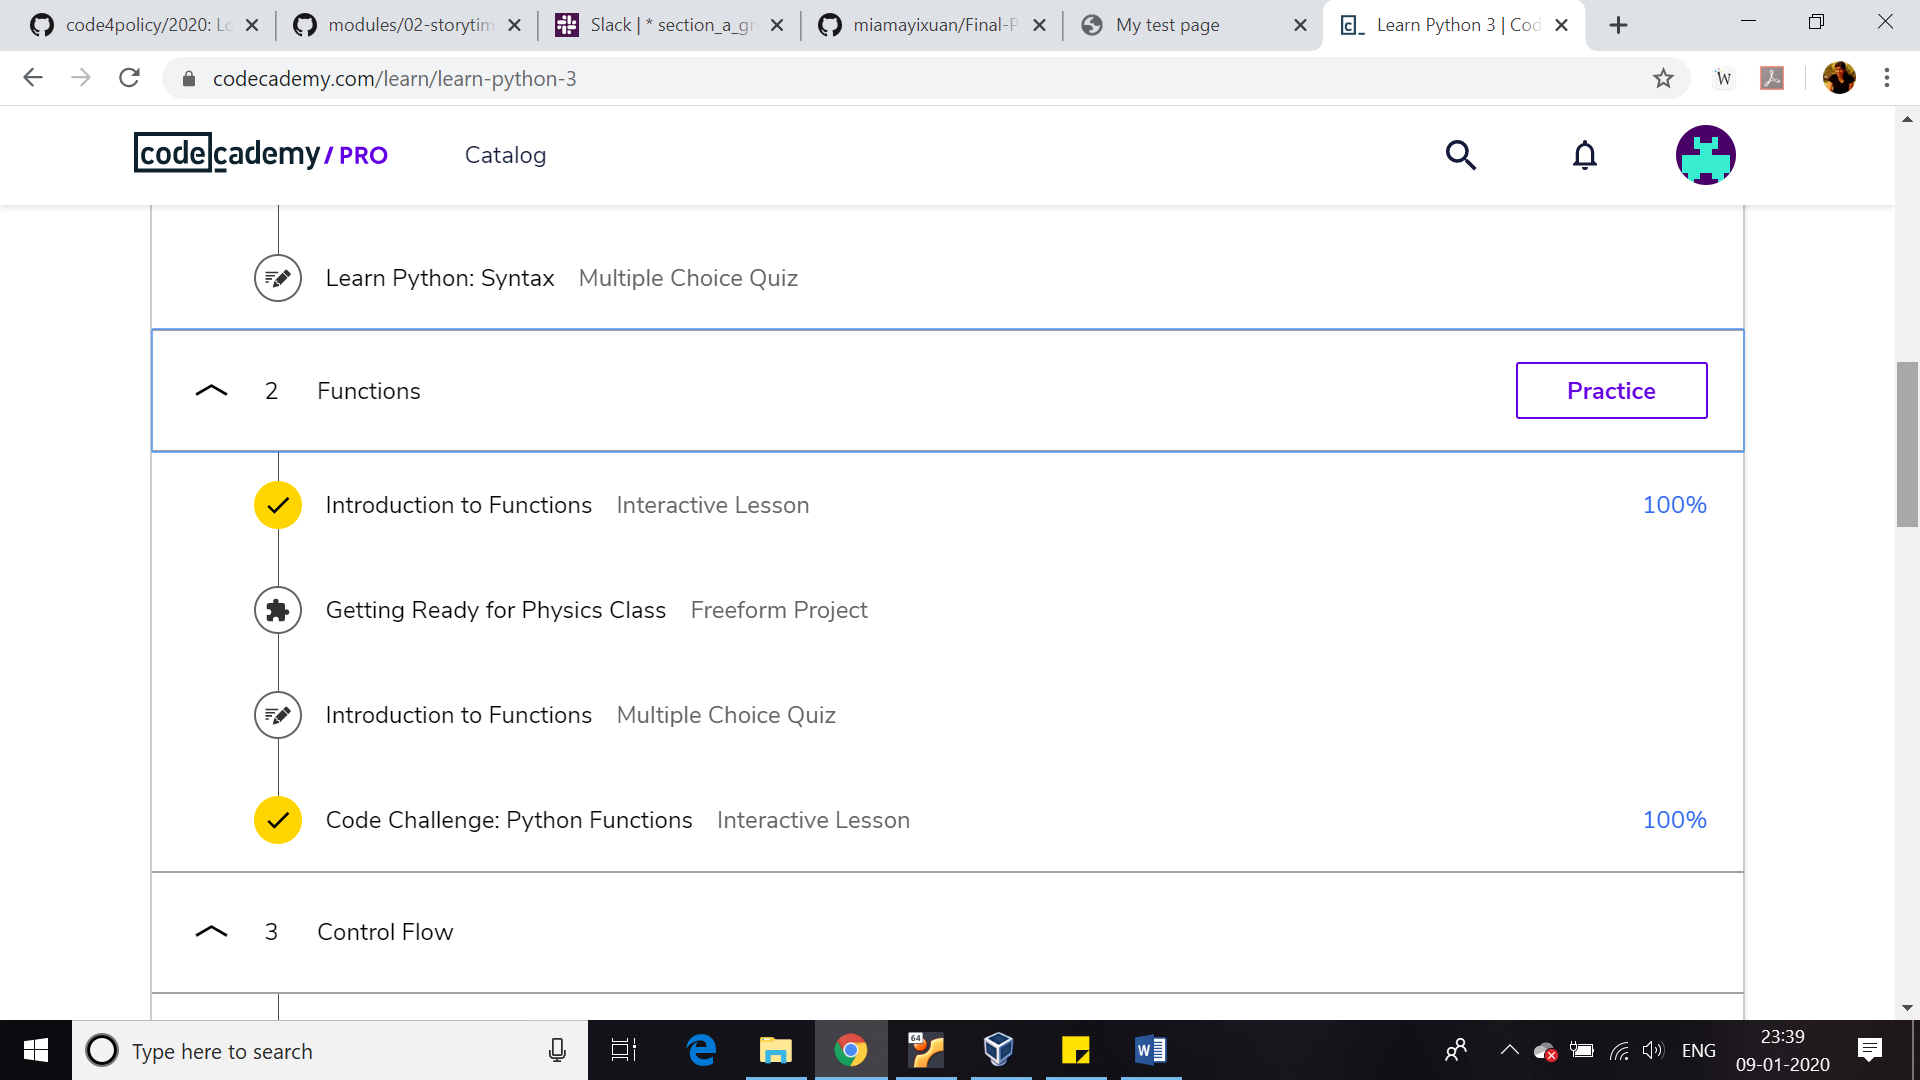 code4policy/2020: Lo
modules/02-storytim
Slack | * section_a_gr
miamayixuan/Final-P
My test page
Learn Python 3 | Cod
codecademy.com/learn/learn-python-3
W
codecademy / PRO
Catalog
Learn Python: Syntax Multiple Choice Quiz
2 Functions Practice
Introduction to Functions Interactive Lesson 100%
Getting Ready for Physics Class Freeform Project
Introduction to Functions Multiple Choice Quiz
Code Challenge: Python Functions Interactive Lesson 100%
3 Control Flow
Type here to search
64
ENG
23:39
09-01-2020